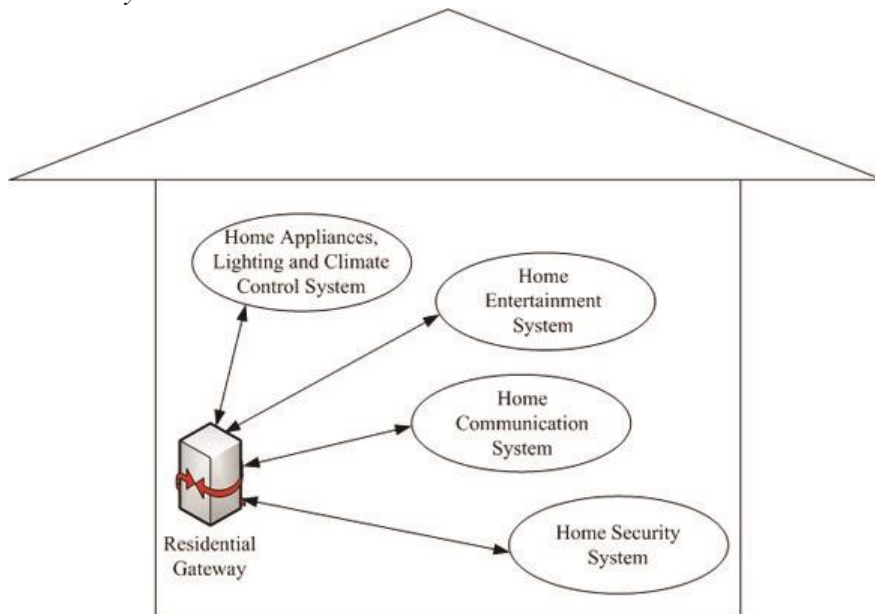 Home Appliances,
Lighting and Climate
Control System
Home
Entertainment
System
Home
Communication
System
Home Security
System
Residential
Gateway